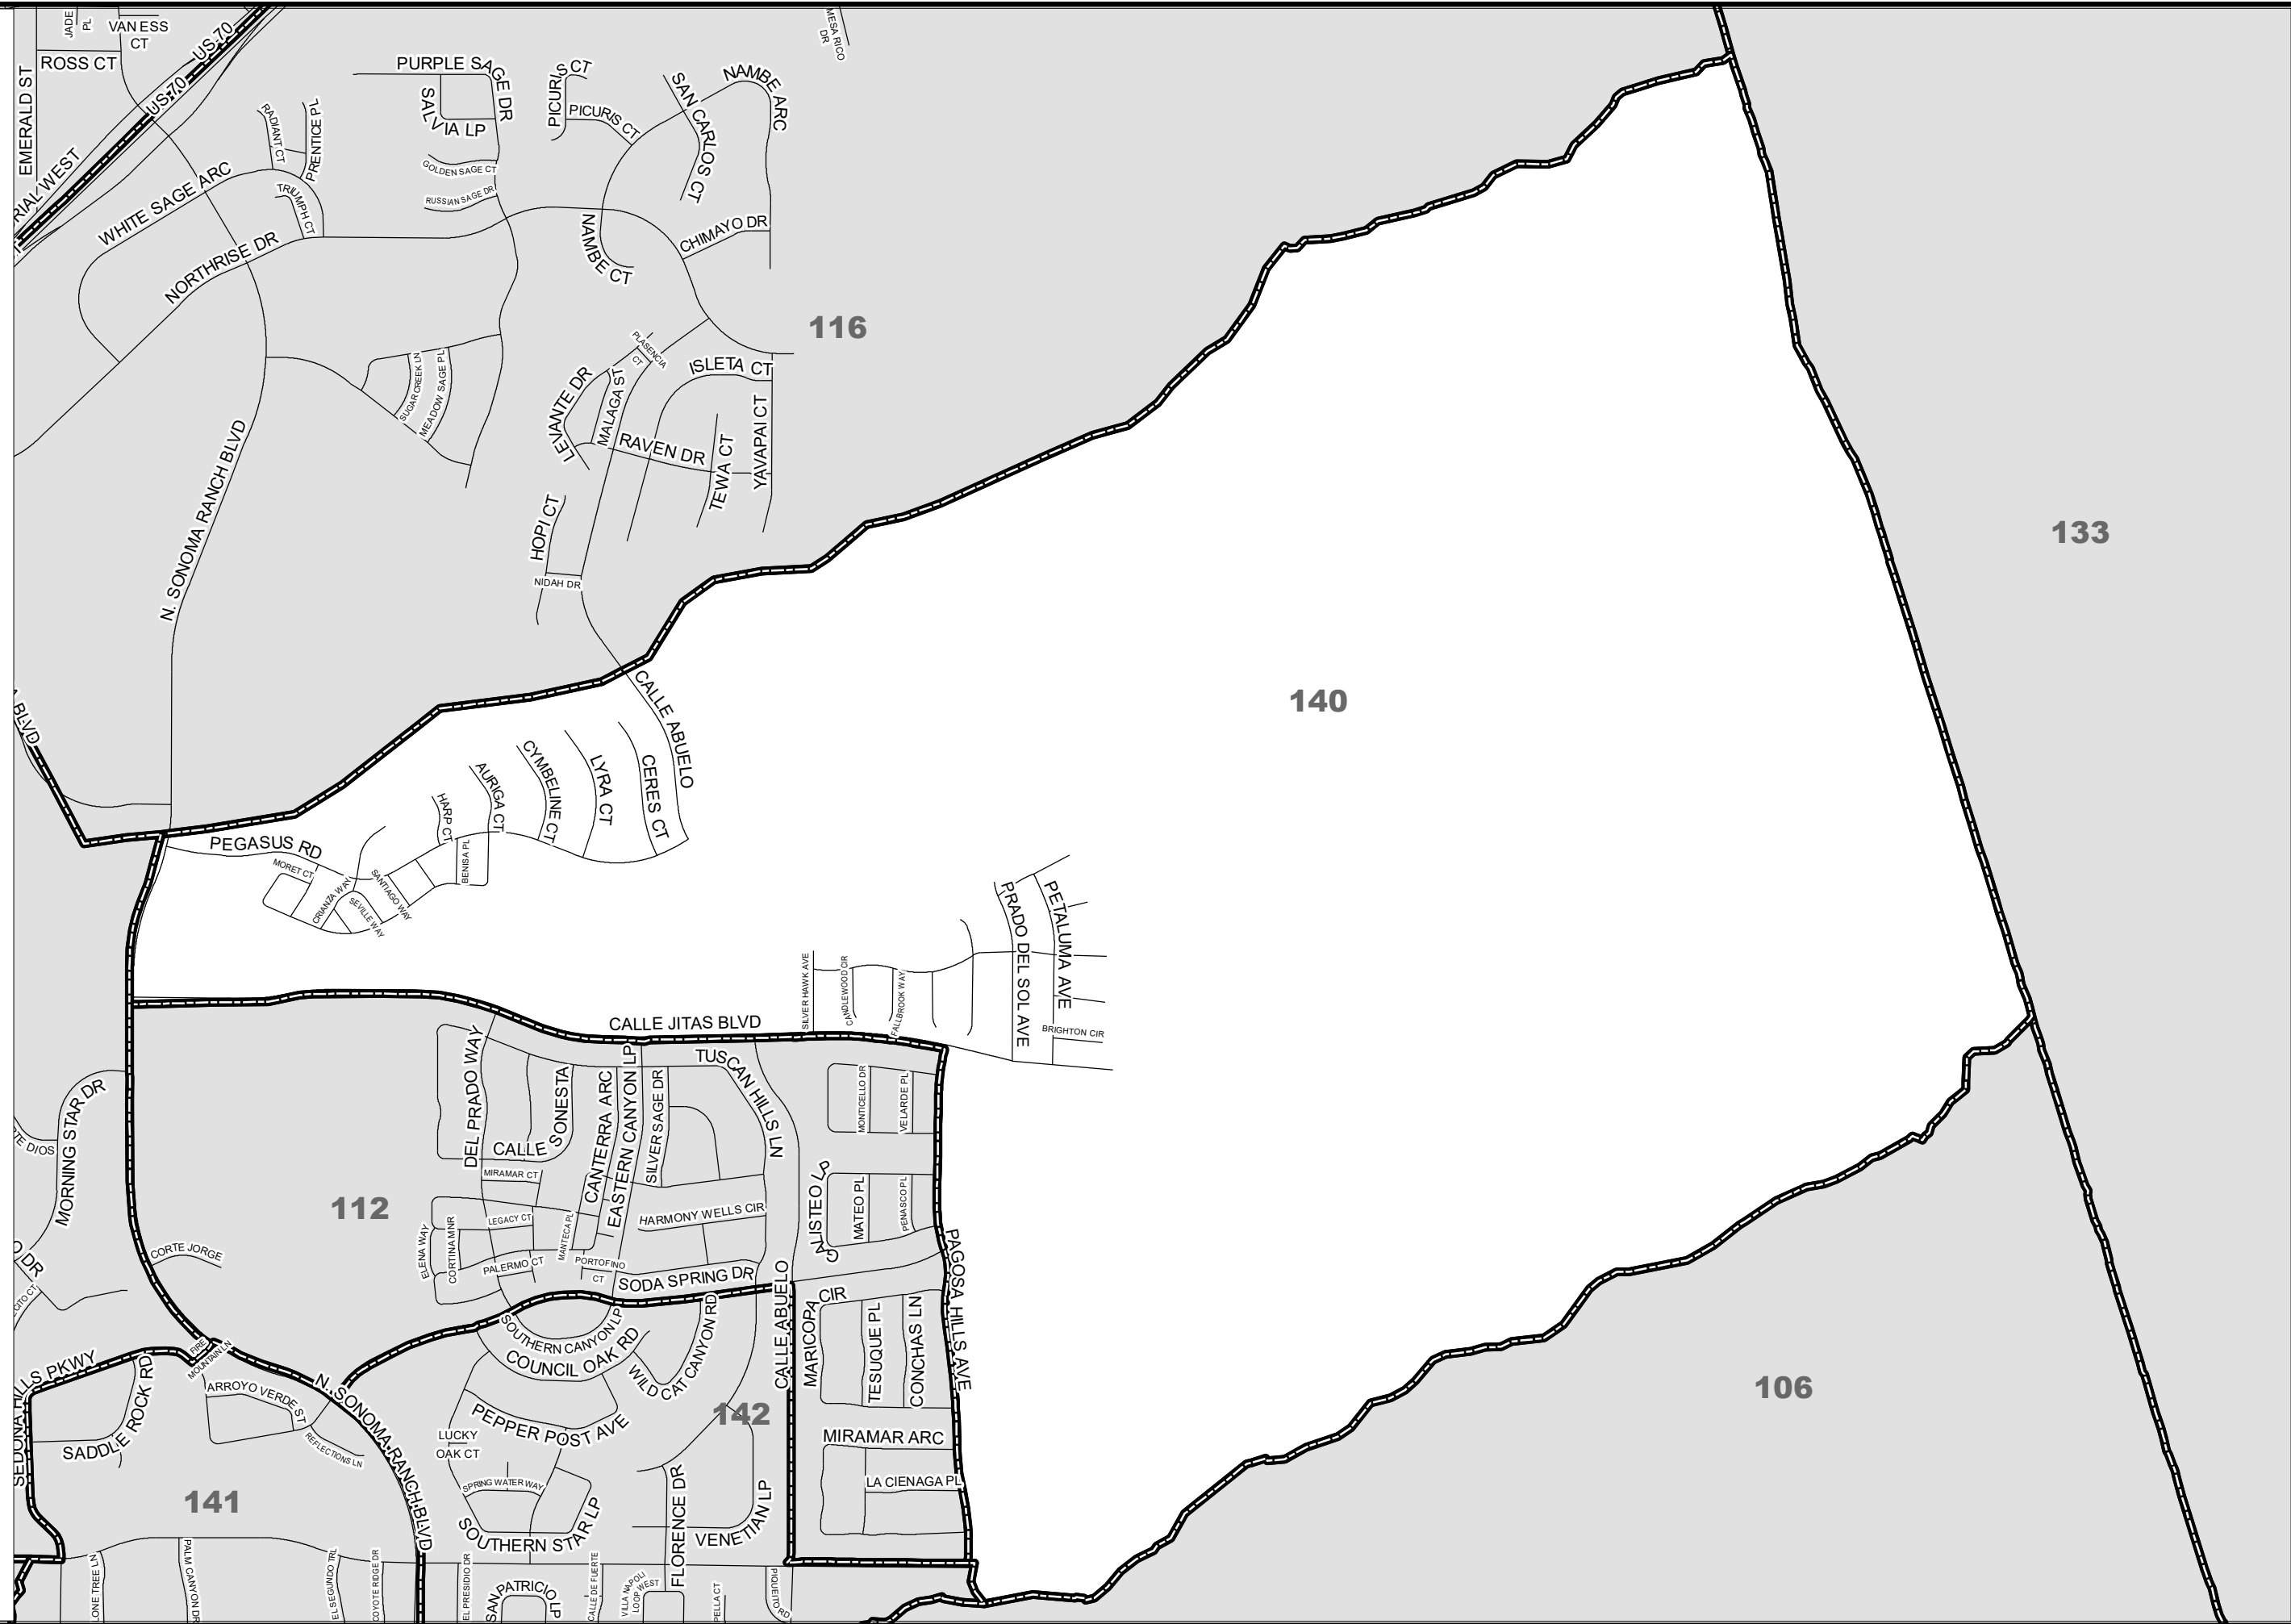 JADE
PL
VAN ESS
CT
ROSS CT
EMERALD ST
US-70
US-70
RIAL WEST
MESA RICO
DR
PURPLE SAGE DR
SALVIA LP
PICURIS CT
PICURIS CT
SAN CARLOS CT
NAMBE ARC
RADIANT CT
PRENTICE PL
GOLDEN SAGE CT
RUSSIAN SAGE DR
WHITE SAGE ARC
TRIUMPH CT
NORTHRISE DR
NAMBE CT
CHIMAYO DR
116
PLASENCIA
CT
ISLETA CT
SUGAR CREEK LN
MEADOW SAGE PL
LEVANTE DR
MALAGA ST
RAVEN DR
TEWA CT
YAVAPAI CT
N. SONOMA RANCH BLVD
HOPI CT
NIDAH DR
133
140
BLVD
CALLE ABUELO
CYMBELINE CT
LYRA CT
CERES CT
AURIGA CT
HARP CT
PEGASUS RD
BENISA PL
MORET CT
CRIANZA WAY
SANTIAGO WAY
SEVILLE WAY
PRADO DEL SOL AVE
PETALUMA AVE
SILVER HAWK AVE
CANDLEWOOD CIR
FALLBROOK WAY
BRIGHTON CIR
CALLE JITAS BLVD
DEL PRADO WAY
TUSCAN HILLS LN
CALLE SONESTA
CANTERRA ARC
EASTERN CANYON LP
SILVER SAGE DR
MONTICELLO DR
VELARDE PL
MORNING STAR DR
TE DIOS
MIRAMAR CT
112
LEGACY CT
MANTECA PL
HARMONY WELLS CIR
GALISTEO LP
MATEO PL
PENASCO PL
ELENA WAY
CORTINA MNR
CORTE JORGE
PALERMO CT
PORTOFINO
CT
SODA SPRING DR
PAGOSA HILLS AVE
O DR
CITO CT
SOUTHERN CANYON LP
COUNCIL OAK RD
WILD CAT CANYON RD
CALLE ABUELO
MARICOPA CIR
TESUQUE PL
CONCHAS LN
FIRE
MOUNTAIN LN
SEDONA HILLS PKWY
SADDLE ROCK RD
ARROYO VERDE ST
REFLECTIONS LN
N. SONOMA RANCH BLVD
106
142
PEPPER POST AVE
LUCKY
OAK CT
MIRAMAR ARC
SPRING WATER WAY
LA CIENAGA PL
141
SOUTHERN STAR LP
FLORENCE DR
VENETIAN LP
LONE TREE LN
PALM CANYON DR
EL SEGUNDO TRL
COYOTE RIDGE DR
EL PRESIDIO DR
SAN PATRICIO LP
CALLE DE FUERTE
VILLA NAPOLI
LOOP WEST
PELLA CT
PIQUETO RD